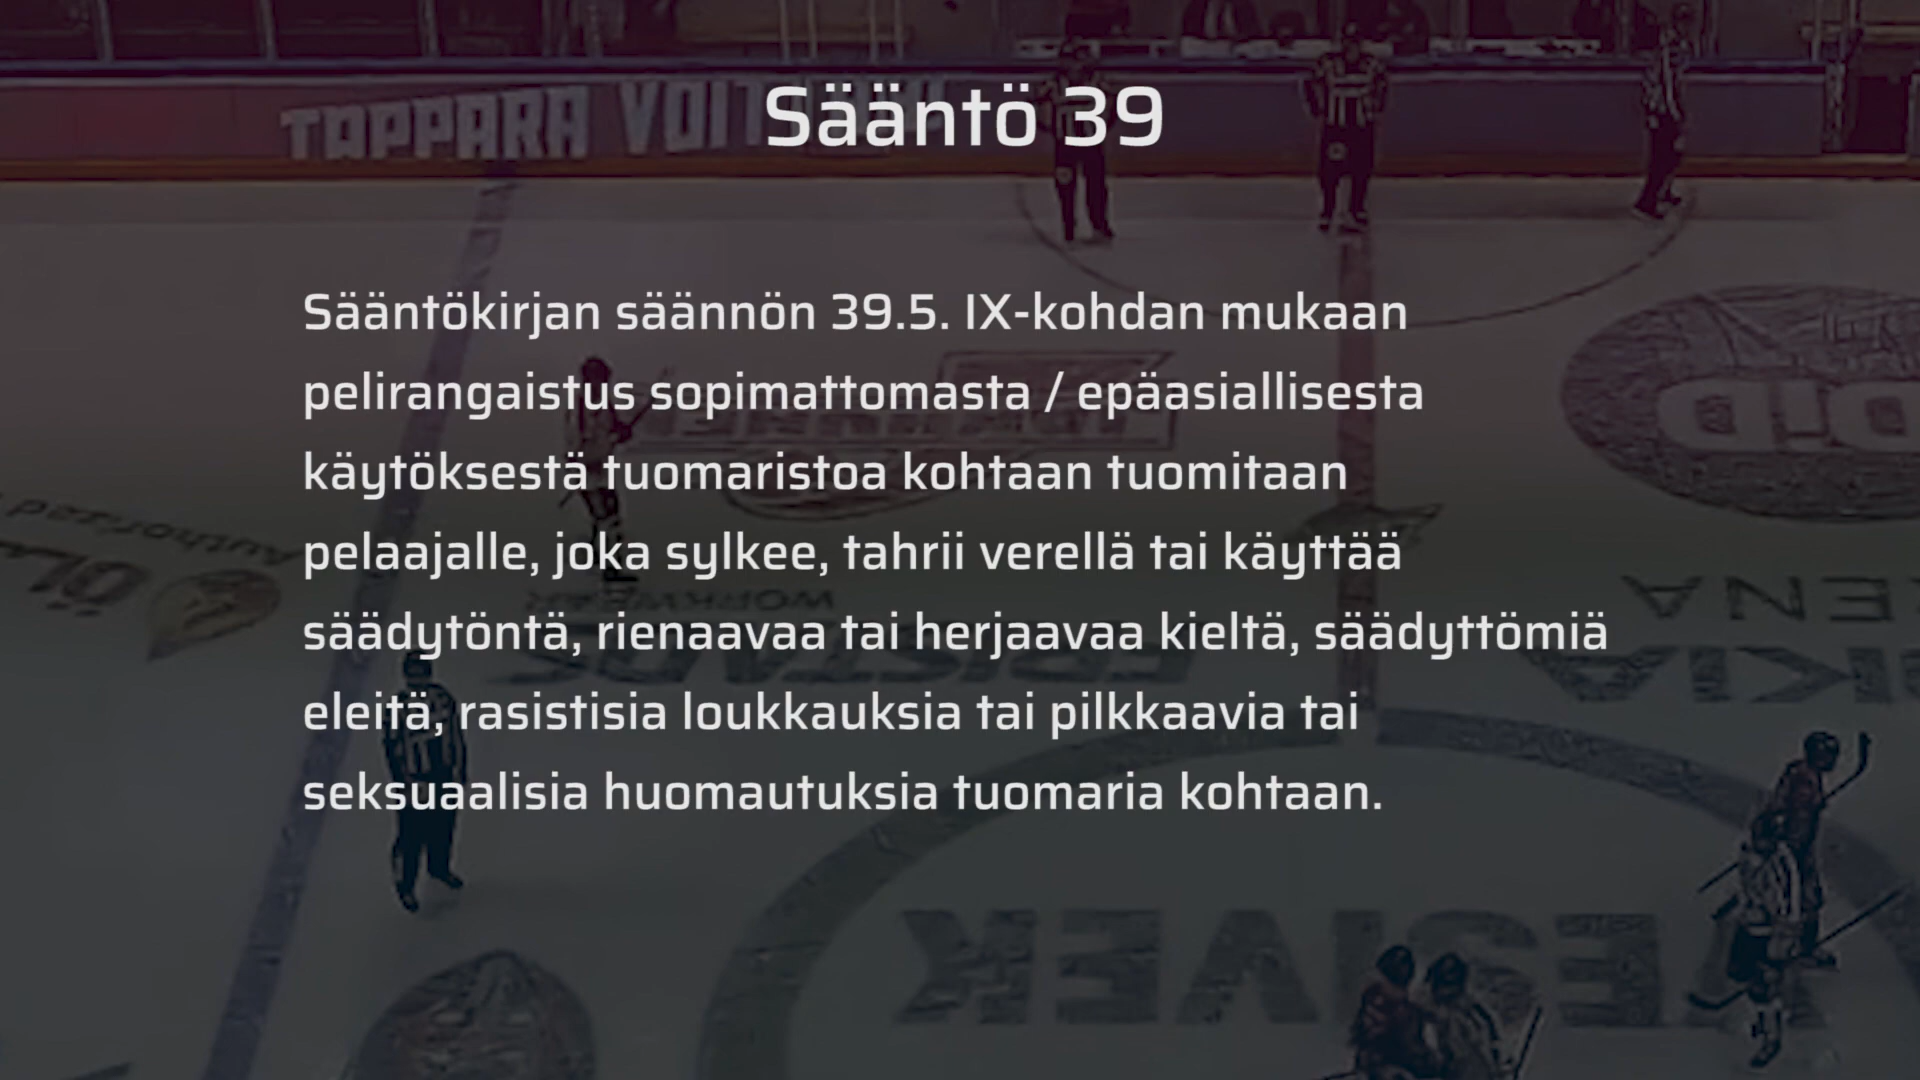 TAPPARA VOIT
Sääntö 39
Sääntökirjan säännön 39.5. IX-kohdan mukaan
pelirangaistus sopimattomasta / epäasiallisesta
käytöksestä tuomaristoa kohtaan tuomitaan
pelaajalle, joka sylkee, tahrii verellä tai käyttää
säädytöntä, rienaavaa tai herjaavaa kieltä, säädyttömiä
eleitä, rasistisia loukkauksia tai pilkkaavia tai
seksuaalisia huomautuksia tuomaria kohtaan.